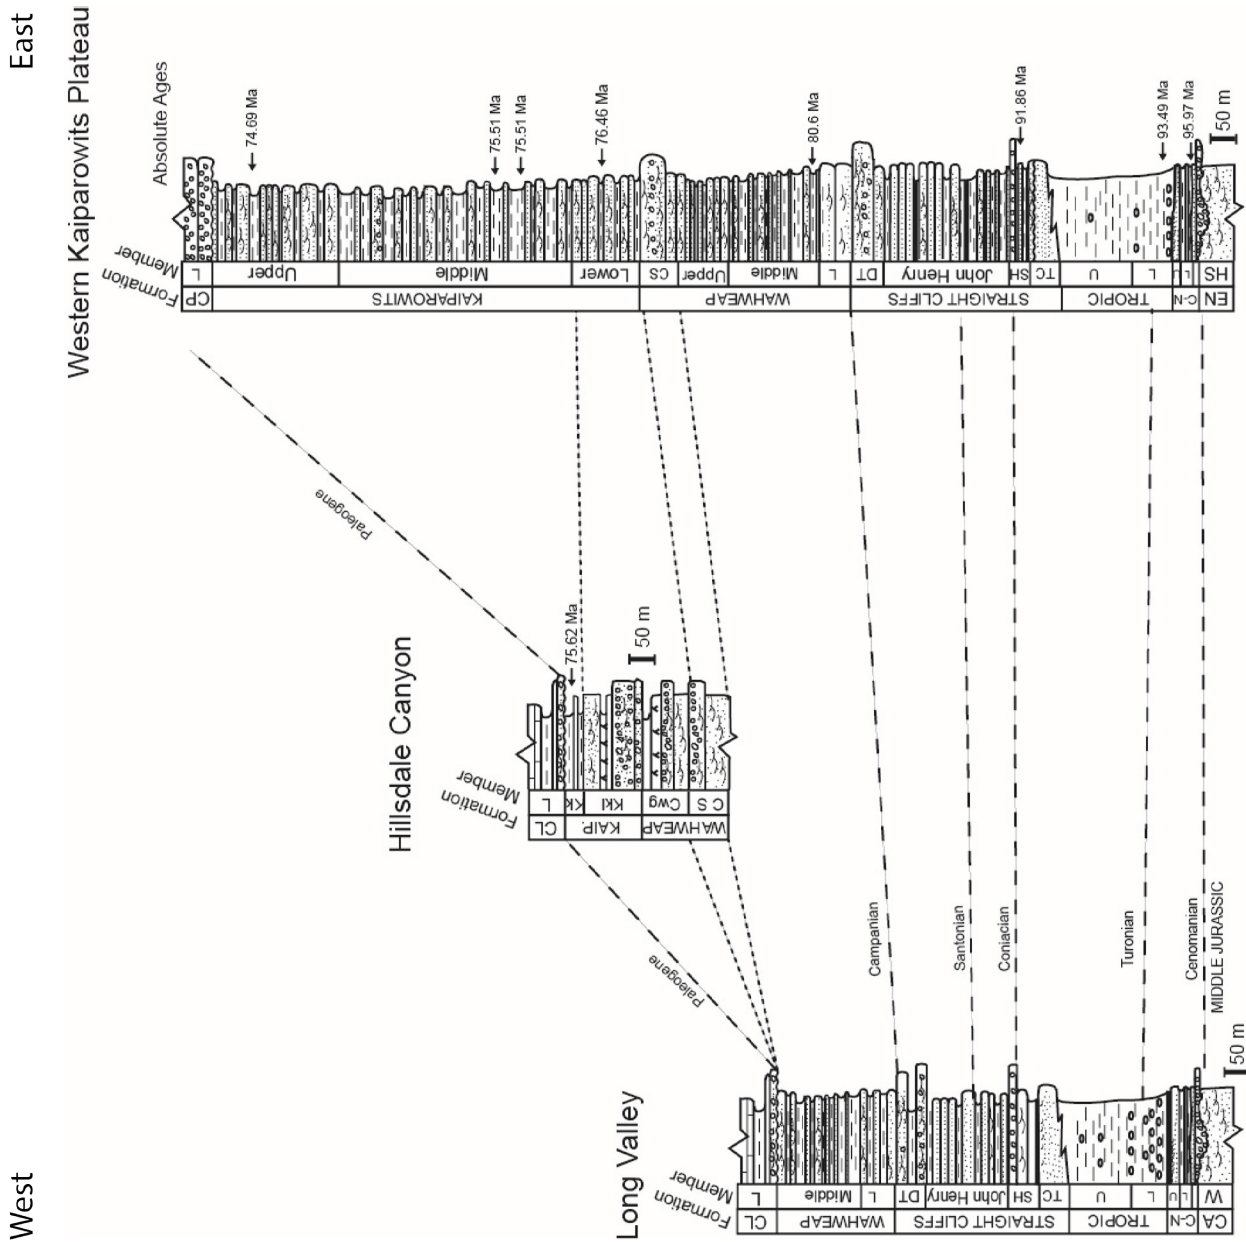 West
East
Western Kaiparowits Plateau
Absolute Ages
Formation
Member
CP
L
KAIPAROWITS
Upper
Middle
Lower
WAHWEAP
CS
Upper
Middle
L
STRAIGHT CLIFFS
DT
John Henry
SH
TC
TROPIC
U
L
C-N
U
L
EN
HS
74.69 Ma
75.51 Ma
75.51 Ma
76.46 Ma
80.6 Ma
91.86 Ma
93.49 Ma
95.97 Ma
50 m
Hillsdale Canyon
Formation
Member
CL
L
KAIP.
Kkl
WAHWEAP
Cwg
C S
75.62 Ma
50 m
Paleogene
Paleogene
Campanian
Santonian
Coniacian
Turonian
Cenomanian
MIDDLE JURASSIC
Long Valley
Formation
Member
CL
L
WAHWEAP
Middle
L
STRAIGHT CLIFFS
DT
John Henry
SH
TC
TROPIC
U
L
C-N
U
L
CA
W
50 m